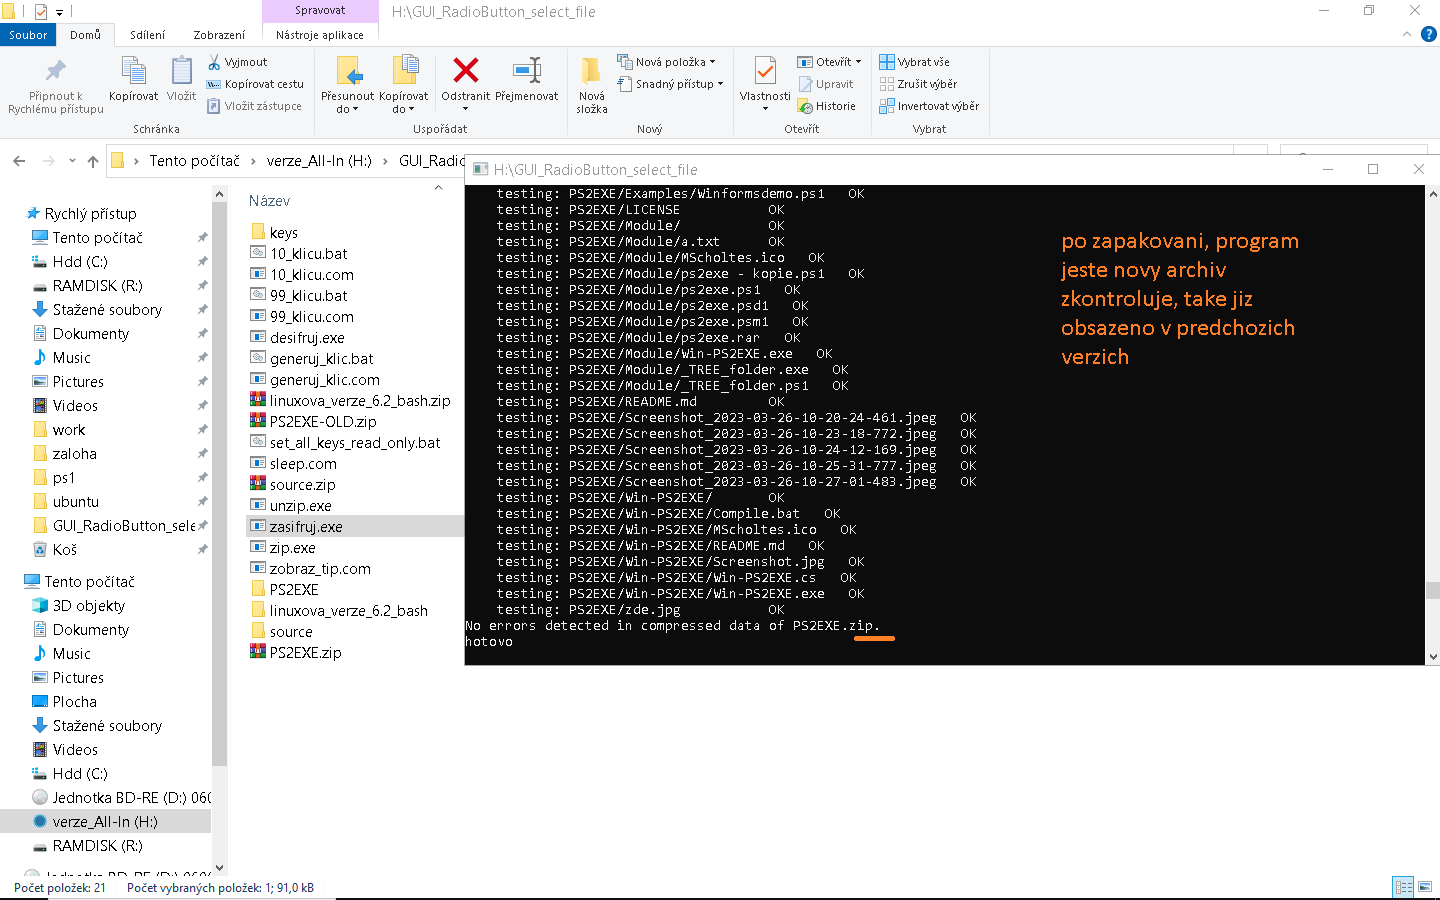 Spravovat
H:\GUI_RadioButton_select_file
Soubor
Domů
Sdílení
Zobrazení
Nástroje aplikace
Připnout k
Rychlému přístupu
Kopírovat
Vložit
Vyjmout
Kopírovat cestu
Vložit zástupce
Schránka
Přesunout
do
Kopírovat
do
Odstranit
Přejmenovat
Uspořádat
Nová
složka
Nová položka
Snadný přístup
Nový
Vlastnosti
Otevřít
Upravit
Historie
Otevřít
Vybrat vše
Zrušit výběr
Invertovat výběr
Vybrat
Tento počítač > verze_All-In (H:) > GUI_Radio
Rychlý přístup
Tento počítač
Hdd (C:)
RAMDISK (R:)
Stažené soubory
Dokumenty
Music
Pictures
Videos
work
zaloha
ps1
ubuntu
GUI_RadioButton_sele
Koš
Tento počítač
3D objekty
Dokumenty
Music
Pictures
Plocha
Stažené soubory
Videos
Hdd (C:)
Jednotka BD-RE (D:) 060
verze_All-In (H:)
RAMDISK (R:)
Jednotka BD-RE (D:) 060
Název
keys
10_klicu.bat
10_klicu.com
99_klicu.bat
99_klicu.com
desifruj.exe
generuj_klic.bat
generuj_klic.com
linuxova_verze_6.2_bash.zip
PS2EXE-OLD.zip
set_all_keys_read_only.bat
sleep.com
source.zip
unzip.exe
zasifruj.exe
zip.exe
zobraz_tip.com
PS2EXE
linuxova_verze_6.2_bash
source
PS2EXE.zip
H:\GUI_RadioButton_select_file
testing: PS2EXE/Examples/Winformsdemo.ps1 OK
testing: PS2EXE/LICENSE OK
testing: PS2EXE/Module/ OK
testing: PS2EXE/Module/a.txt OK
testing: PS2EXE/Module/MScholtes.ico OK
testing: PS2EXE/Module/ps2exe - kopie.ps1 OK
testing: PS2EXE/Module/ps2exe.ps1 OK
testing: PS2EXE/Module/ps2exe.psd1 OK
testing: PS2EXE/Module/ps2exe.psm1 OK
testing: PS2EXE/Module/ps2exe.rar OK
testing: PS2EXE/Module/Win-PS2EXE.exe OK
testing: PS2EXE/Module/_TREE_folder.exe OK
testing: PS2EXE/Module/_TREE_folder.ps1 OK
testing: PS2EXE/README.md OK
testing: PS2EXE/Screenshot_2023-03-26-10-20-24-461.jpeg OK
testing: PS2EXE/Screenshot_2023-03-26-10-23-18-772.jpeg OK
testing: PS2EXE/Screenshot_2023-03-26-10-24-12-169.jpeg OK
testing: PS2EXE/Screenshot_2023-03-26-10-25-31-777.jpeg OK
testing: PS2EXE/Screenshot_2023-03-26-10-27-01-483.jpeg OK
testing: PS2EXE/Win-PS2EXE/ OK
testing: PS2EXE/Win-PS2EXE/Compile.bat OK
testing: PS2EXE/Win-PS2EXE/MScholtes.ico OK
testing: PS2EXE/Win-PS2EXE/README.md OK
testing: PS2EXE/Win-PS2EXE/Screenshot.jpg OK
testing: PS2EXE/Win-PS2EXE/Win-PS2EXE.cs OK
testing: PS2EXE/Win-PS2EXE/Win-PS2EXE.exe OK
testing: PS2EXE/zde.jpg OK
No errors detected in compressed data of PS2EXE.zip.
hotovo
po zapakovani, program
jeste novy archiv
zkontroluje, take jiz
obsazeno v predchozich
verzich
Počet položek: 21
Počet vybraných položek: 1; 91,0 kB